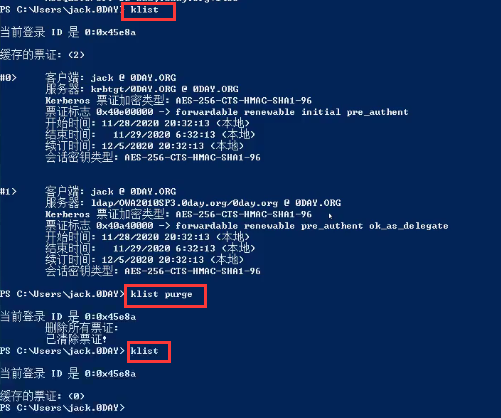 PS C:\Users\jack.0DAY> klist
当前登录 ID 是 0:0x45e8a
缓存的票证: (2)
#0>     客户端: jack @ 0DAY.ORG
服务器: krbtgt/0DAY.ORG @ 0DAY.ORG
Kerberos 票证加密类型: AES-256-CTS-HMAC-SHA1-96
票证标志 0x40e00000 -> forwardable renewable initial pre_authent
开始时间: 11/28/2020 20:32:13 (本地)
结束时间:   11/29/2020 6:32:13 (本地)
续订时间: 12/5/2020 20:32:13 (本地)
会话密钥类型: AES-256-CTS-HMAC-SHA1-96
#1>     客户端: jack @ 0DAY.ORG
服务器: ldap/OWA2010SP3.0day.org/0day.org @ 0DAY.ORG
Kerberos 票证加密类型: AES-256-CTS-HMAC-SHA1-96
票证标志 0x40a40000 -> forwardable renewable pre_authent ok_as_delegate
开始时间: 11/28/2020 20:32:13 (本地)
结束时间:   11/29/2020 6:32:13 (本地)
续订时间: 12/5/2020 20:32:13 (本地)
会话密钥类型: AES-256-CTS-HMAC-SHA1-96
PS C:\Users\jack.0DAY> klist purge
当前登录 ID 是 0:0x45e8a
删除所有票证:
已清除票证!
PS C:\Users\jack.0DAY> klist
当前登录 ID 是 0:0x45e8a
缓存的票证: (0)
PS C:\Users\jack.0DAY>